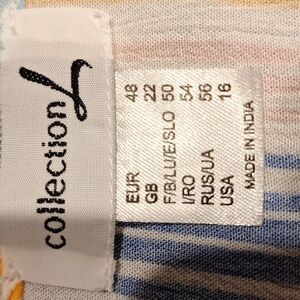 collection L
EUR 48
GB 22
F/B/LU/E/SLO 50
I/RO 54
RUS/UA 56
USA 16
MADE IN INDIA